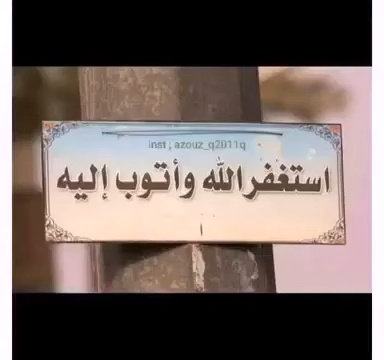 inst ; azouz_q2011q
استغفر الله وأتوب إليه